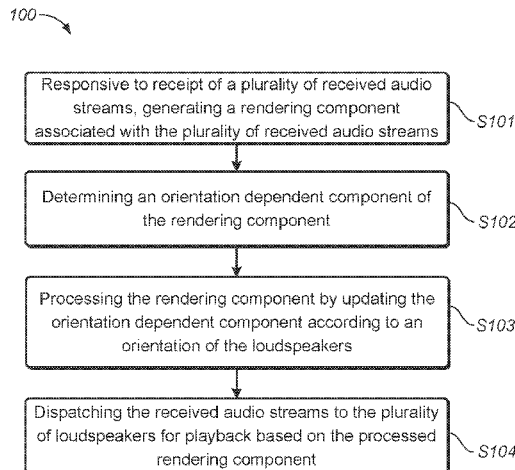 100
Responsive to receipt of a plurality of received audio
streams, generating a rendering component
associated with the plurality of received audio streams
S101
Determining an orientation dependent component of
the rendering component
S102
Processing the rendering component by updating the
orientation dependent component according to an
orientation of the loudspeakers
S103
Dispatching the received audio streams to the plurality
of loudspeakers for playback based on the processed
rendering component
S104